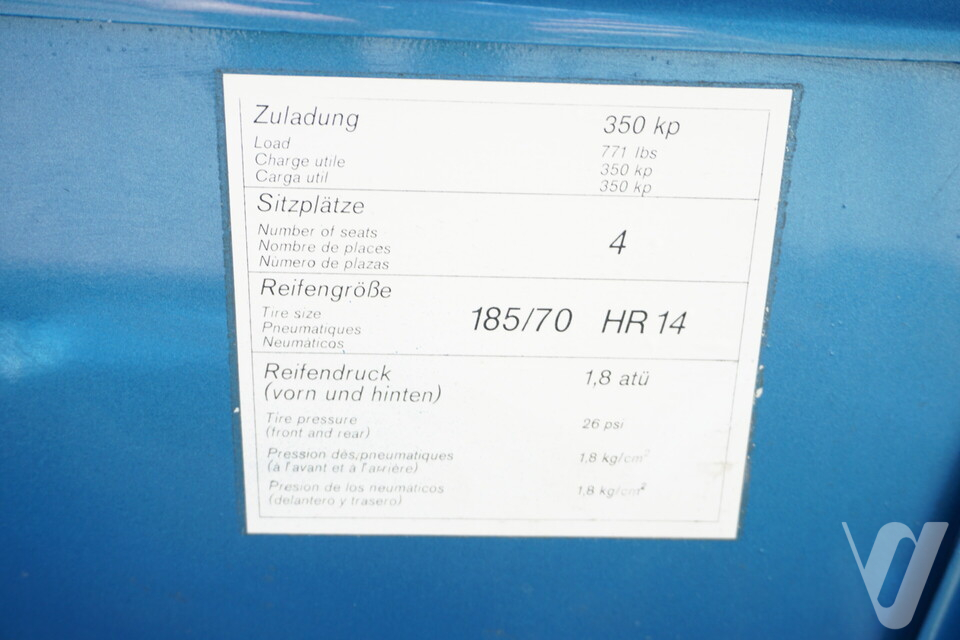 Zuladung 350 kp
Load 771 lbs
Charge utile 350 kp
Carga util 350 kp
Sitzplätze
Number of seats
Nombre de places 4
Número de plazas
Reifengröße
Tire size
Pneumatiques 185/70 HR 14
Neumáticos
Reifendruck 1,8 atü
(vorn und hinten)
Tire pressure 26 psi
(front and rear)
Pression des pneumatiques 1,8 kg/cm²
(à l'avant et à l'arrière)
Presion de los neumáticos 1,8 kg/cm²
(delantero y trasero)